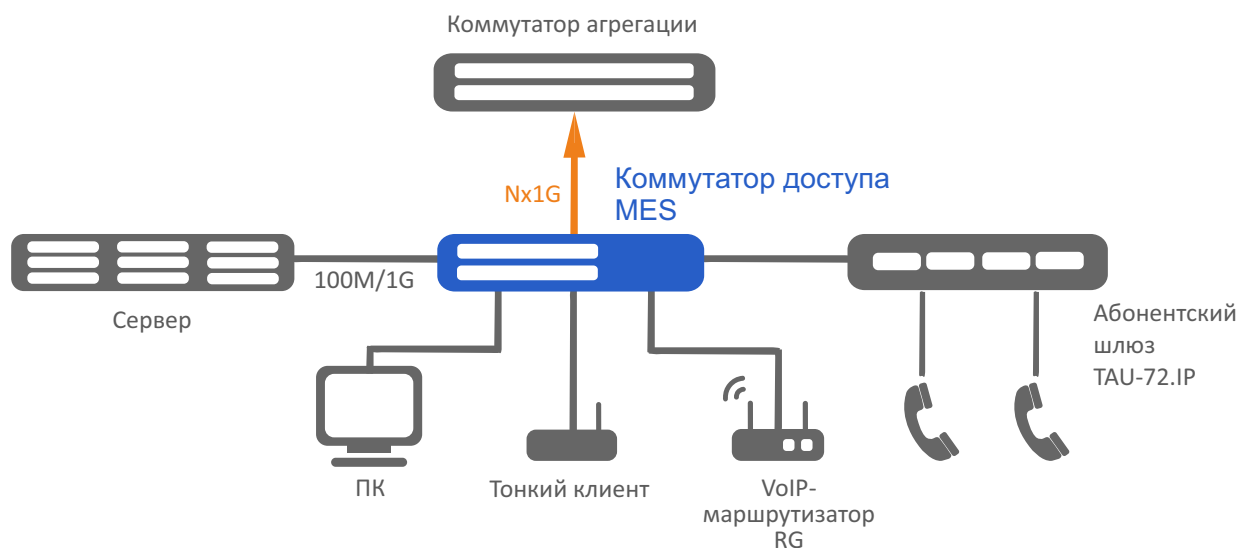 Коммутатор агрегации
Nx1G
Коммутатор доступа
MES
100M/1G
Сервер
Абонентский
шлюз
TAU-72.IP
ПК
Тонкий клиент
VoIP-
маршрутизатор
RG